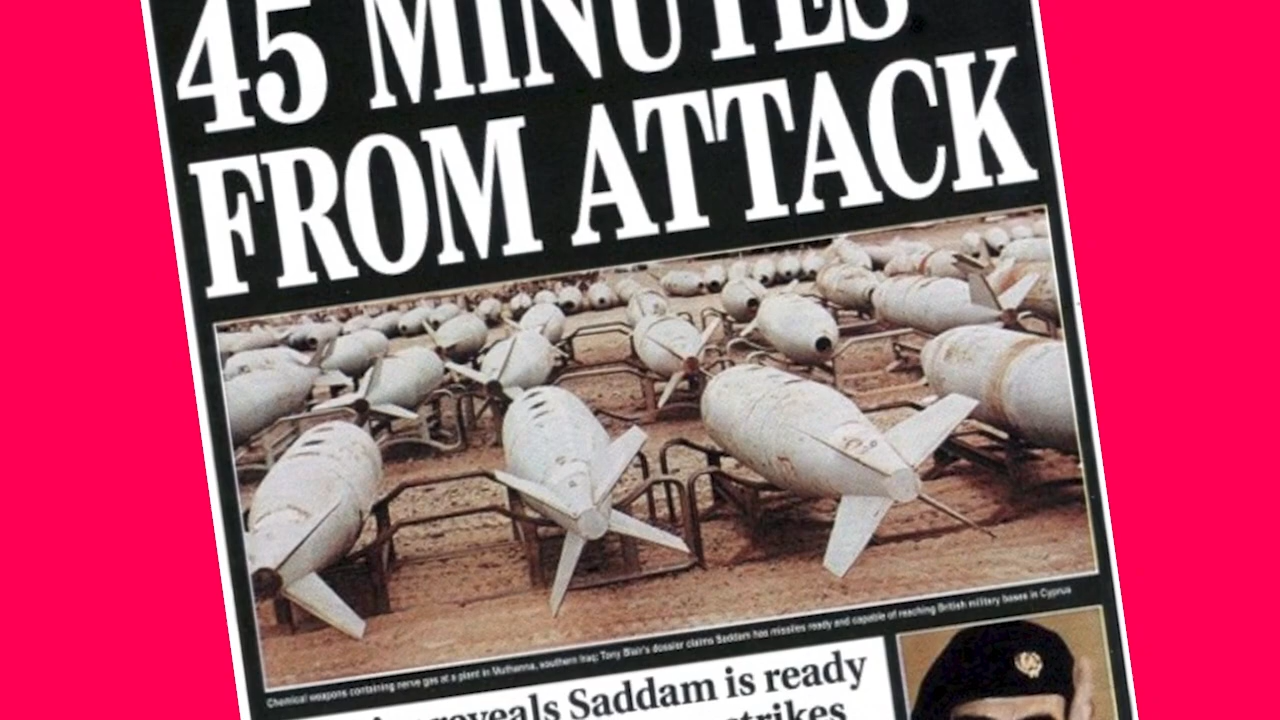 45 MINUTES
FROM ATTACK
Chemical weapons containing nerve gas at a plant in Muthanna, southern Iraq; Tony Blair's dossier claims Saddam has missiles ready and capable of reaching British military bases in Cyprus
reveals Saddam is ready
strikes